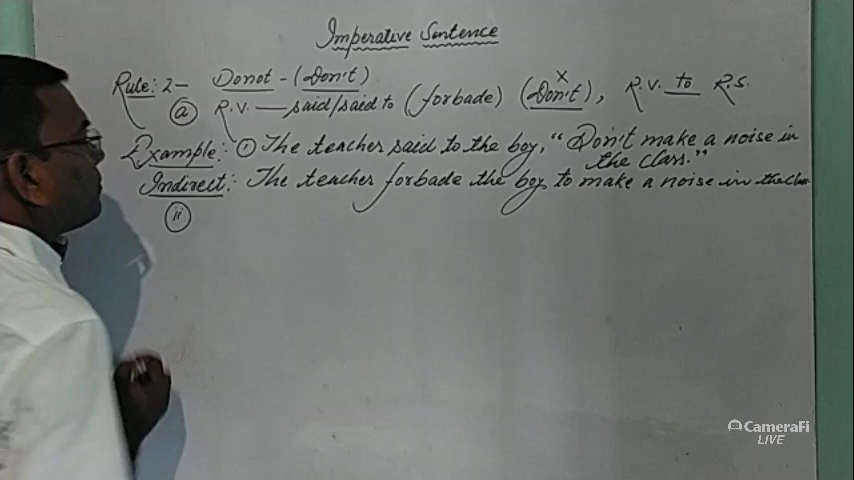 Imperative Sentence
Rule: 2- Donot - (Don't)
ⓐ R.V. — said/said to (forbade) (Don't) x, R.V. to R.S.
Example: ① The teacher said to the boy, "Don't make a noise in
the class."
Indirect: The teacher forbade the boy to make a noise in the class
ⅱ
CameraFi
LIVE